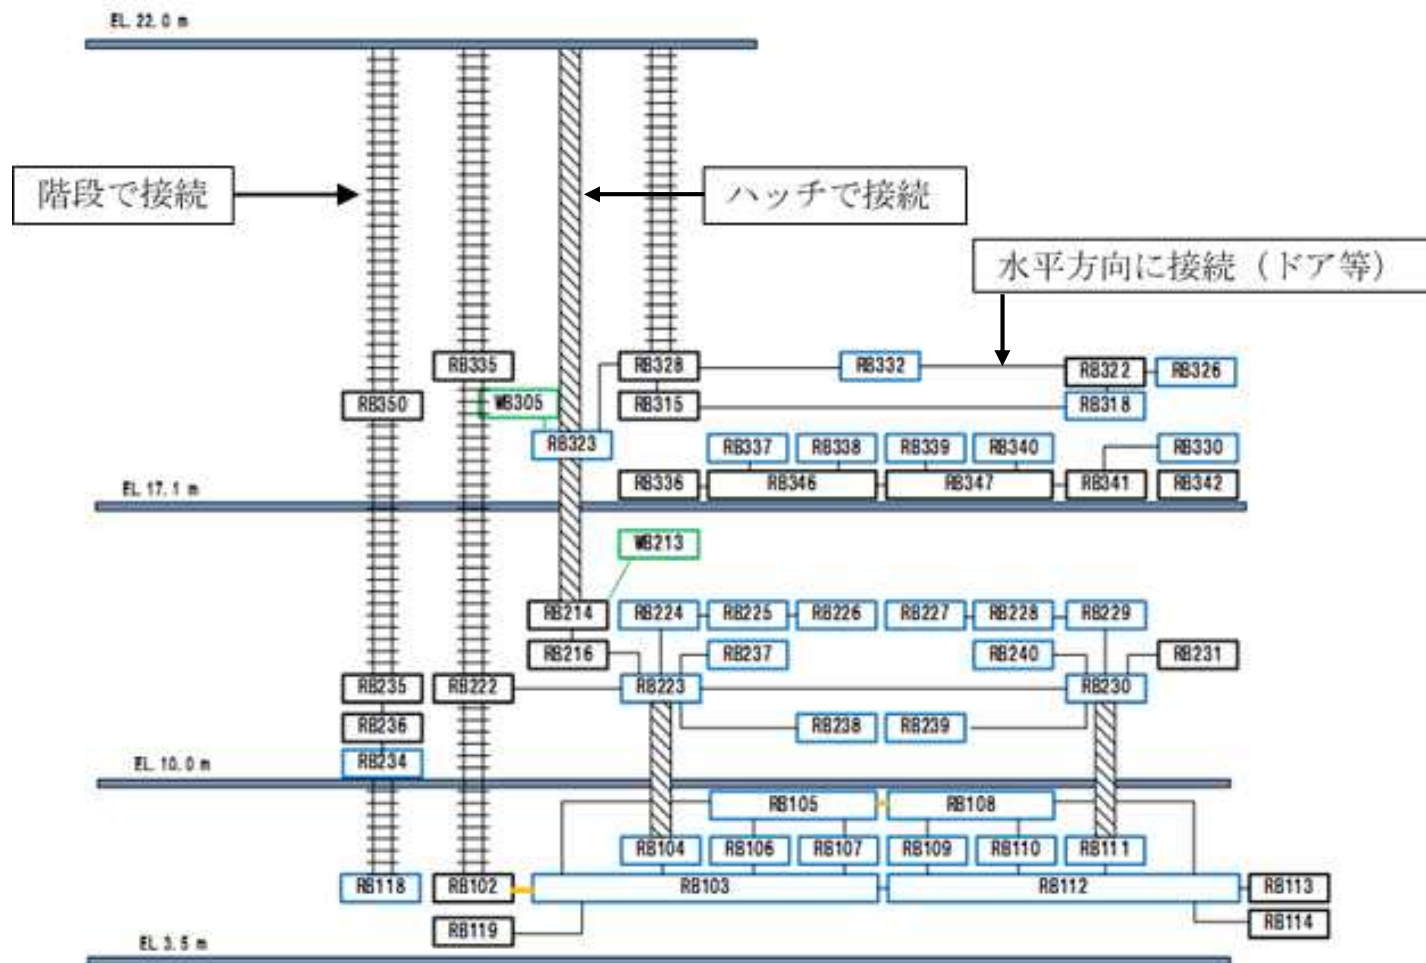 EL. 22.0 m
階段で接続
ハッチで接続
水平方向に接続（ドア等）
RB335
RB328
RB332
RB322
RB326
RB350
WB305
RB315
RB318
RB323
RB337
RB338
RB339
RB340
RB330
RB336
RB346
RB347
RB341
RB342
EL. 17.1 m
WB213
RB214
RB224
RB225
RB226
RB227
RB228
RB229
RB216
RB237
RB240
RB231
RB235
RB222
RB223
RB230
RB236
RB238
RB239
RB234
EL. 10.0 m
RB105
RB108
RB104
RB106
RB107
RB109
RB110
RB111
RB118
RB102
RB103
RB112
RB113
RB119
RB114
EL 3.5 m